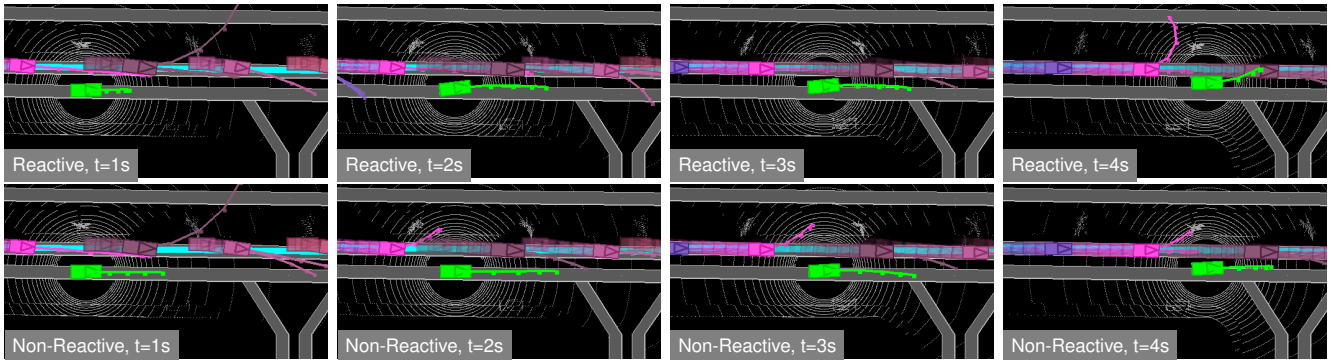 Reactive, t=1s
Reactive, t=2s
Reactive, t=3s
Reactive, t=4s
Non-Reactive, t=1s
Non-Reactive, t=2s
Non-Reactive, t=3s
Non-Reactive, t=4s